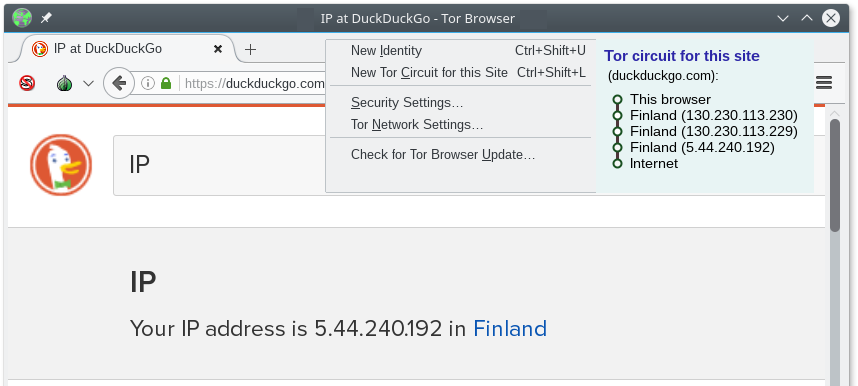 IP at DuckDuckGo - Tor Browser
IP at DuckDuckGo
https://duckduckgo.com
New Identity Ctrl+Shift+U
New Tor Circuit for this Site Ctrl+Shift+L
Security Settings…
Tor Network Settings…
Check for Tor Browser Update…
Tor circuit for this site
(duckduckgo.com):
This browser
Finland (130.230.113.230)
Finland (130.230.113.229)
Finland (5.44.240.192)
Internet
IP
IP
Your IP address is 5.44.240.192 in Finland